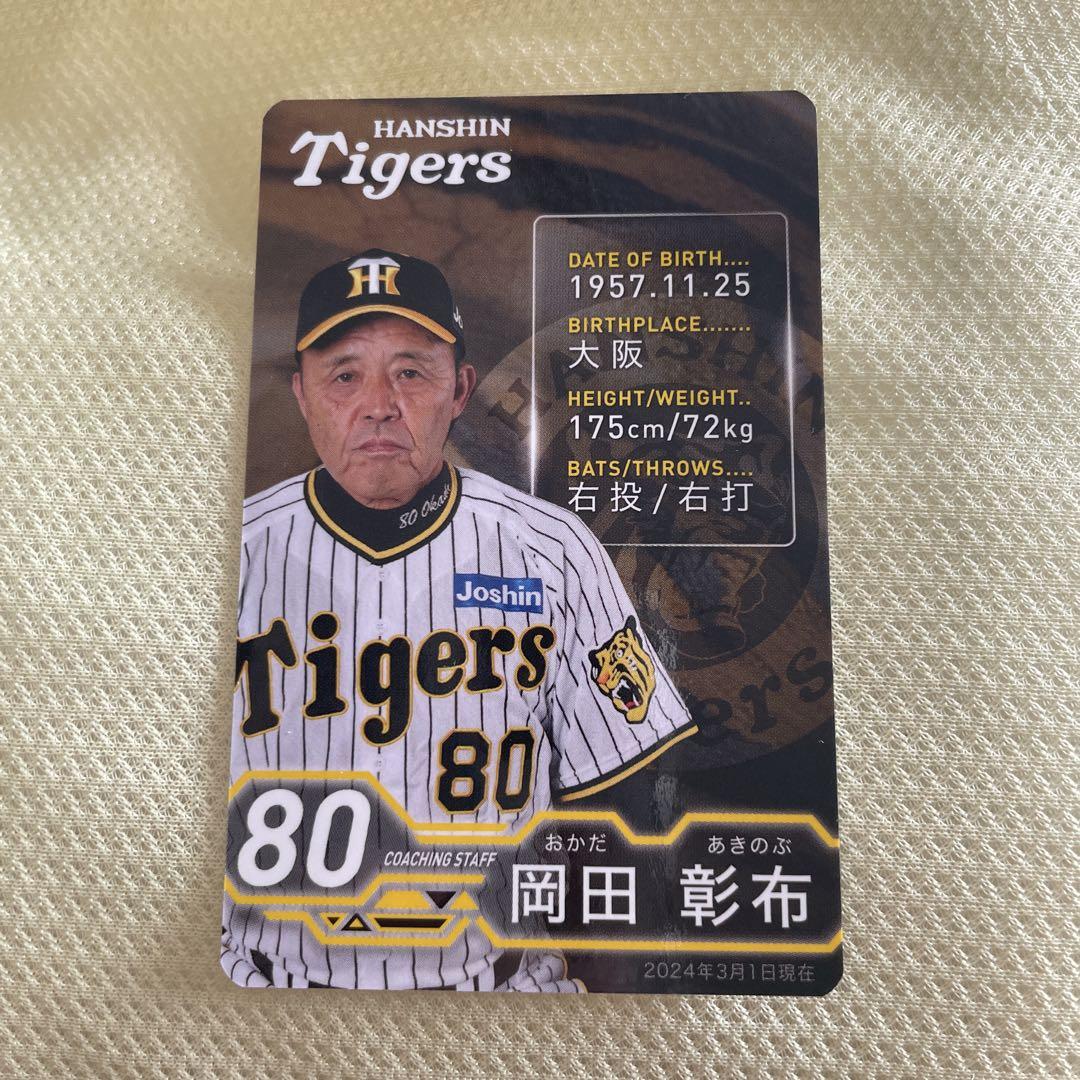 HANSHIN
Tigers
DATE OF BIRTH....
1957.11.25
BIRTHPLACE.......
大阪
HEIGHT/WEIGHT..
175cm/72kg
BATS/THROWS....
右投/右打
80
Joshin
Tigers
80
80
COACHING STAFF
おかだ あきのぶ
岡田 彰布
2024年3月1日現在
HANSHIN